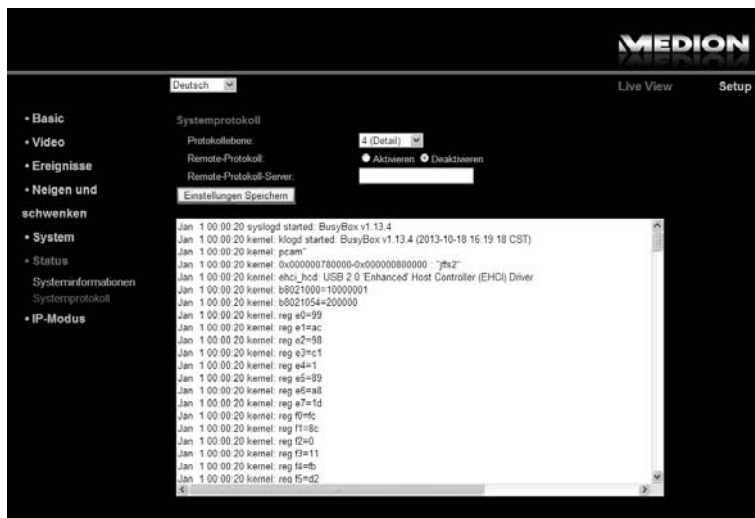 MEDION
Deutsch
Live View
Setup
• Basic
• Video
• Ereignisse
• Neigen und
schwenken
• System
• Status
Systeminformationen
Systemprotokoll
• IP-Modus
Systemprotokoll
Protokollebene:
4 (Detail)
Remote-Protokoll:
Aktivieren Deaktivieren
Remote-Protokoll-Server:
Einstellungen Speichern
Jan 1 00:00:20 syslogd started: BusyBox v1.13.4
Jan 1 00:00:20 kernel: klogd started: BusyBox v1.13.4 (2013-10-18 16:19:18 CST)
Jan 1 00:00:20 kernel: pcam"
Jan 1 00:00:20 kernel: 0x000000780000-0x000000800000 : "jffs2"
Jan 1 00:00:20 kernel: ehci_hcd: USB 2.0 'Enhanced' Host Controller (EHCI) Driver
Jan 1 00:00:20 kernel: b8021000=10000001
Jan 1 00:00:20 kernel: b8021054=200000
Jan 1 00:00:20 kernel: reg e0=99
Jan 1 00:00:20 kernel: reg e1=ac
Jan 1 00:00:20 kernel: reg e2=98
Jan 1 00:00:20 kernel: reg e3=c1
Jan 1 00:00:20 kernel: reg e4=1
Jan 1 00:00:20 kernel: reg e5=89
Jan 1 00:00:20 kernel: reg e6=a8
Jan 1 00:00:20 kernel: reg e7=1d
Jan 1 00:00:20 kernel: reg f0=fc
Jan 1 00:00:20 kernel: reg f1=8c
Jan 1 00:00:20 kernel: reg f2=0
Jan 1 00:00:20 kernel: reg f3=11
Jan 1 00:00:20 kernel: reg f4=fb
Jan 1 00:00:20 kernel: reg f5=d2